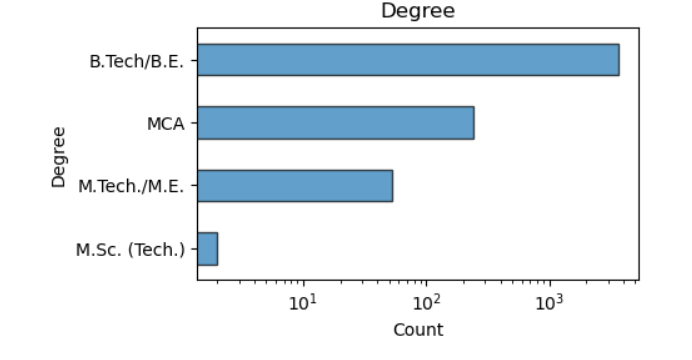 Degree
B.Tech/B.E.
MCA
M.Tech./M.E.
M.Sc. (Tech.)
Degree
10¹ 10² 10³
Count